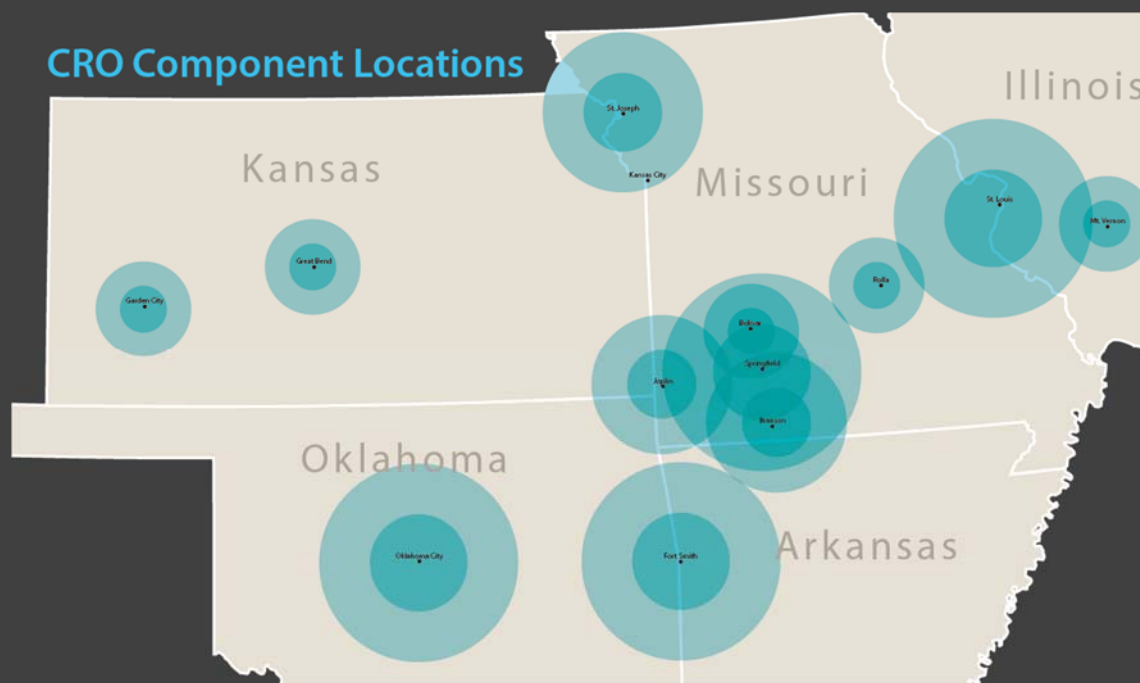 CRO Component Locations
Illinois
St. Joseph
Kansas
Kansas City
Missouri
St. Louis
Mt. Vernon
Great Bend
Rolla
Garden City
Bolivar
Springfield
Joplin
Branson
Oklahoma
Arkansas
Oklahoma City
Fort Smith